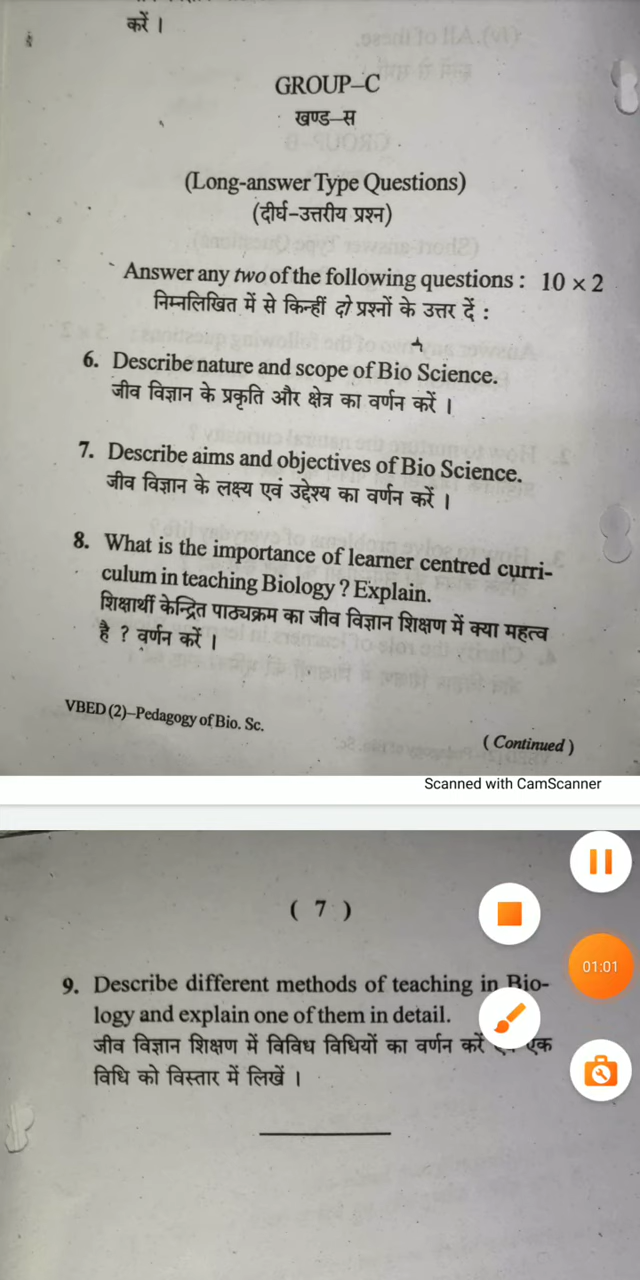 करें ।
GROUP–C
खण्ड–स
(Long-answer Type Questions)
(दीर्घ-उत्तरीय प्रश्न)
Answer any two of the following questions : 10 × 2
निम्नलिखित में से किन्हीं दो प्रश्नों के उत्तर दें :
6. Describe nature and scope of Bio Science.
जीव विज्ञान के प्रकृति और क्षेत्र का वर्णन करें ।
7. Describe aims and objectives of Bio Science.
जीव विज्ञान के लक्ष्य एवं उद्देश्य का वर्णन करें ।
8. What is the importance of learner centred curri-
culum in teaching Biology ? Explain.
शिक्षार्थी केन्द्रित पाठ्यक्रम का जीव विज्ञान शिक्षण में क्या महत्व
है ? वर्णन करें ।
VBED (2)–Pedagogy of Bio. Sc.
( Continued )
Scanned with CamScanner
( 7 )
01:01
9. Describe different methods of teaching in Bio-
logy and explain one of them in detail.
जीव विज्ञान शिक्षण में विविध विधियों का वर्णन करें एक
विधि को विस्तार में लिखें ।